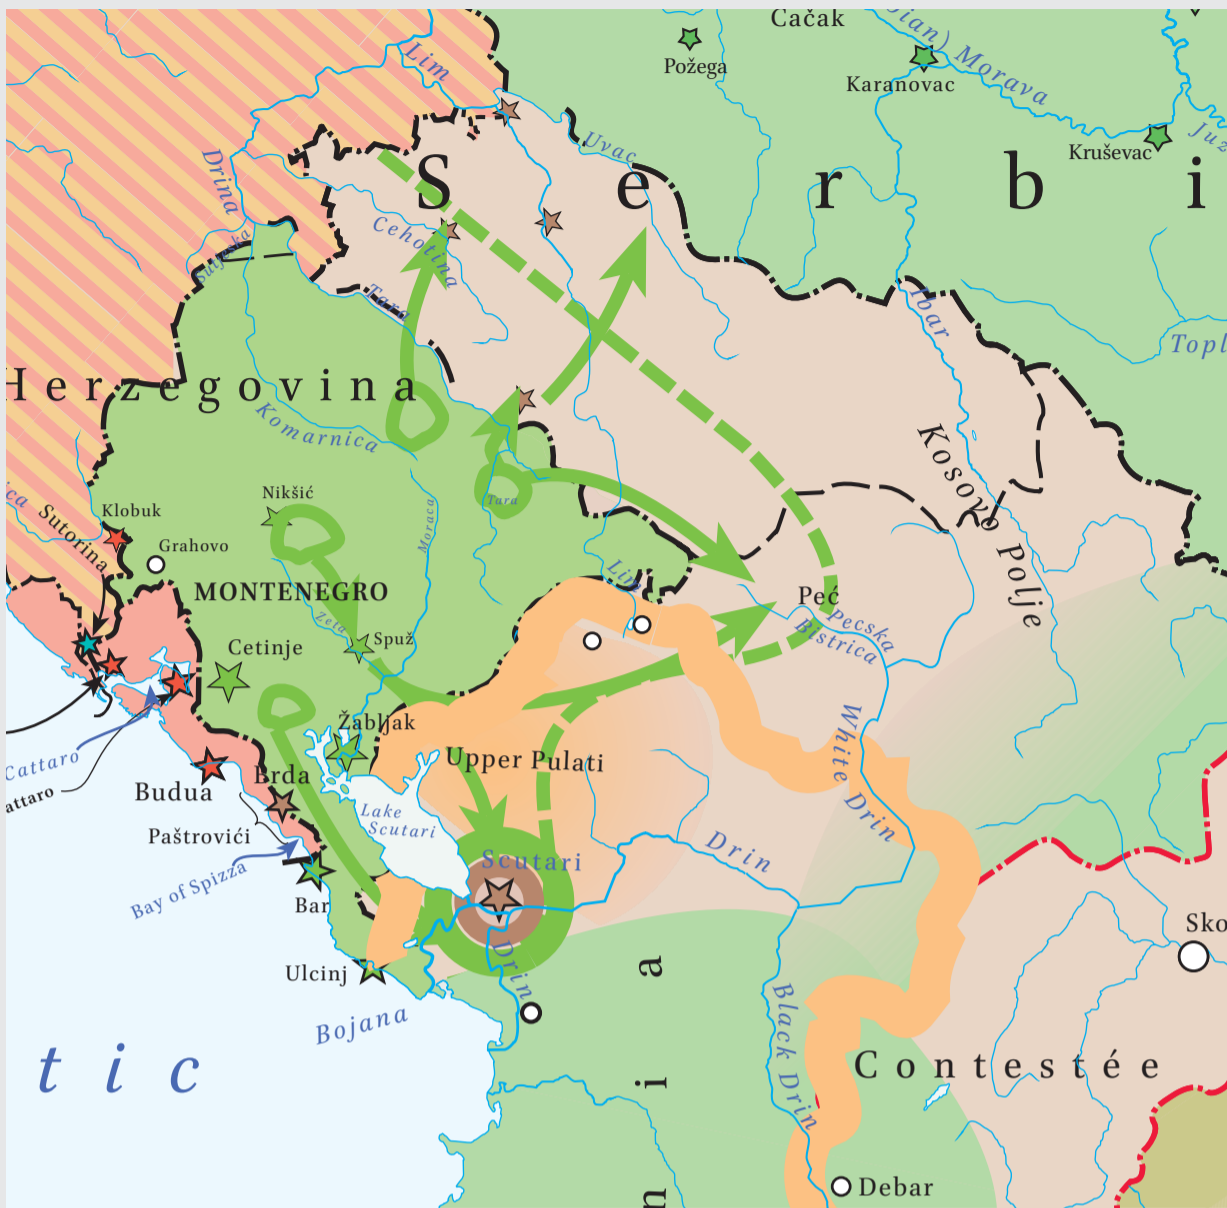 Čačak
Požega
Karanovac
Morava
Kruševac
Lim
Uvac
Drina
S e r b i
Sutjeska
Cehotina
Tara
Ibar
Herzegovina
Komarnica
Kosovo Polje
Nikšić
Tara
Moraca
Klobuk
Sutorina
Grahovo
MONTENEGRO
Lim
Peć
Pecska
Bistrica
Zeta
Spuž
Cetinje
Žabljak
White Drin
Upper Pulati
Cattaro
attaro
Budua
Brda
Lake
Scutari
Paštrovići
Scutari
Drin
Bay of Spizza
Bar
Sko
Ulcinj
Drin
a
Bojana
Black Drin
t i c
i
Contestée
n
Debar